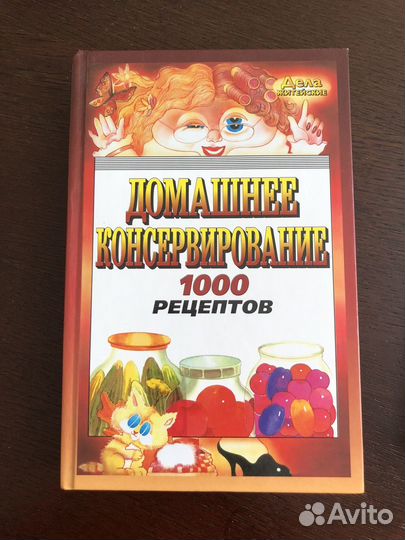 Дела
ЖИТЕЙСКИЕ
ДОМАШНЕЕ
КОНСЕРВИРОВАНИЕ
1000
РЕЦЕПТОВ
Avito